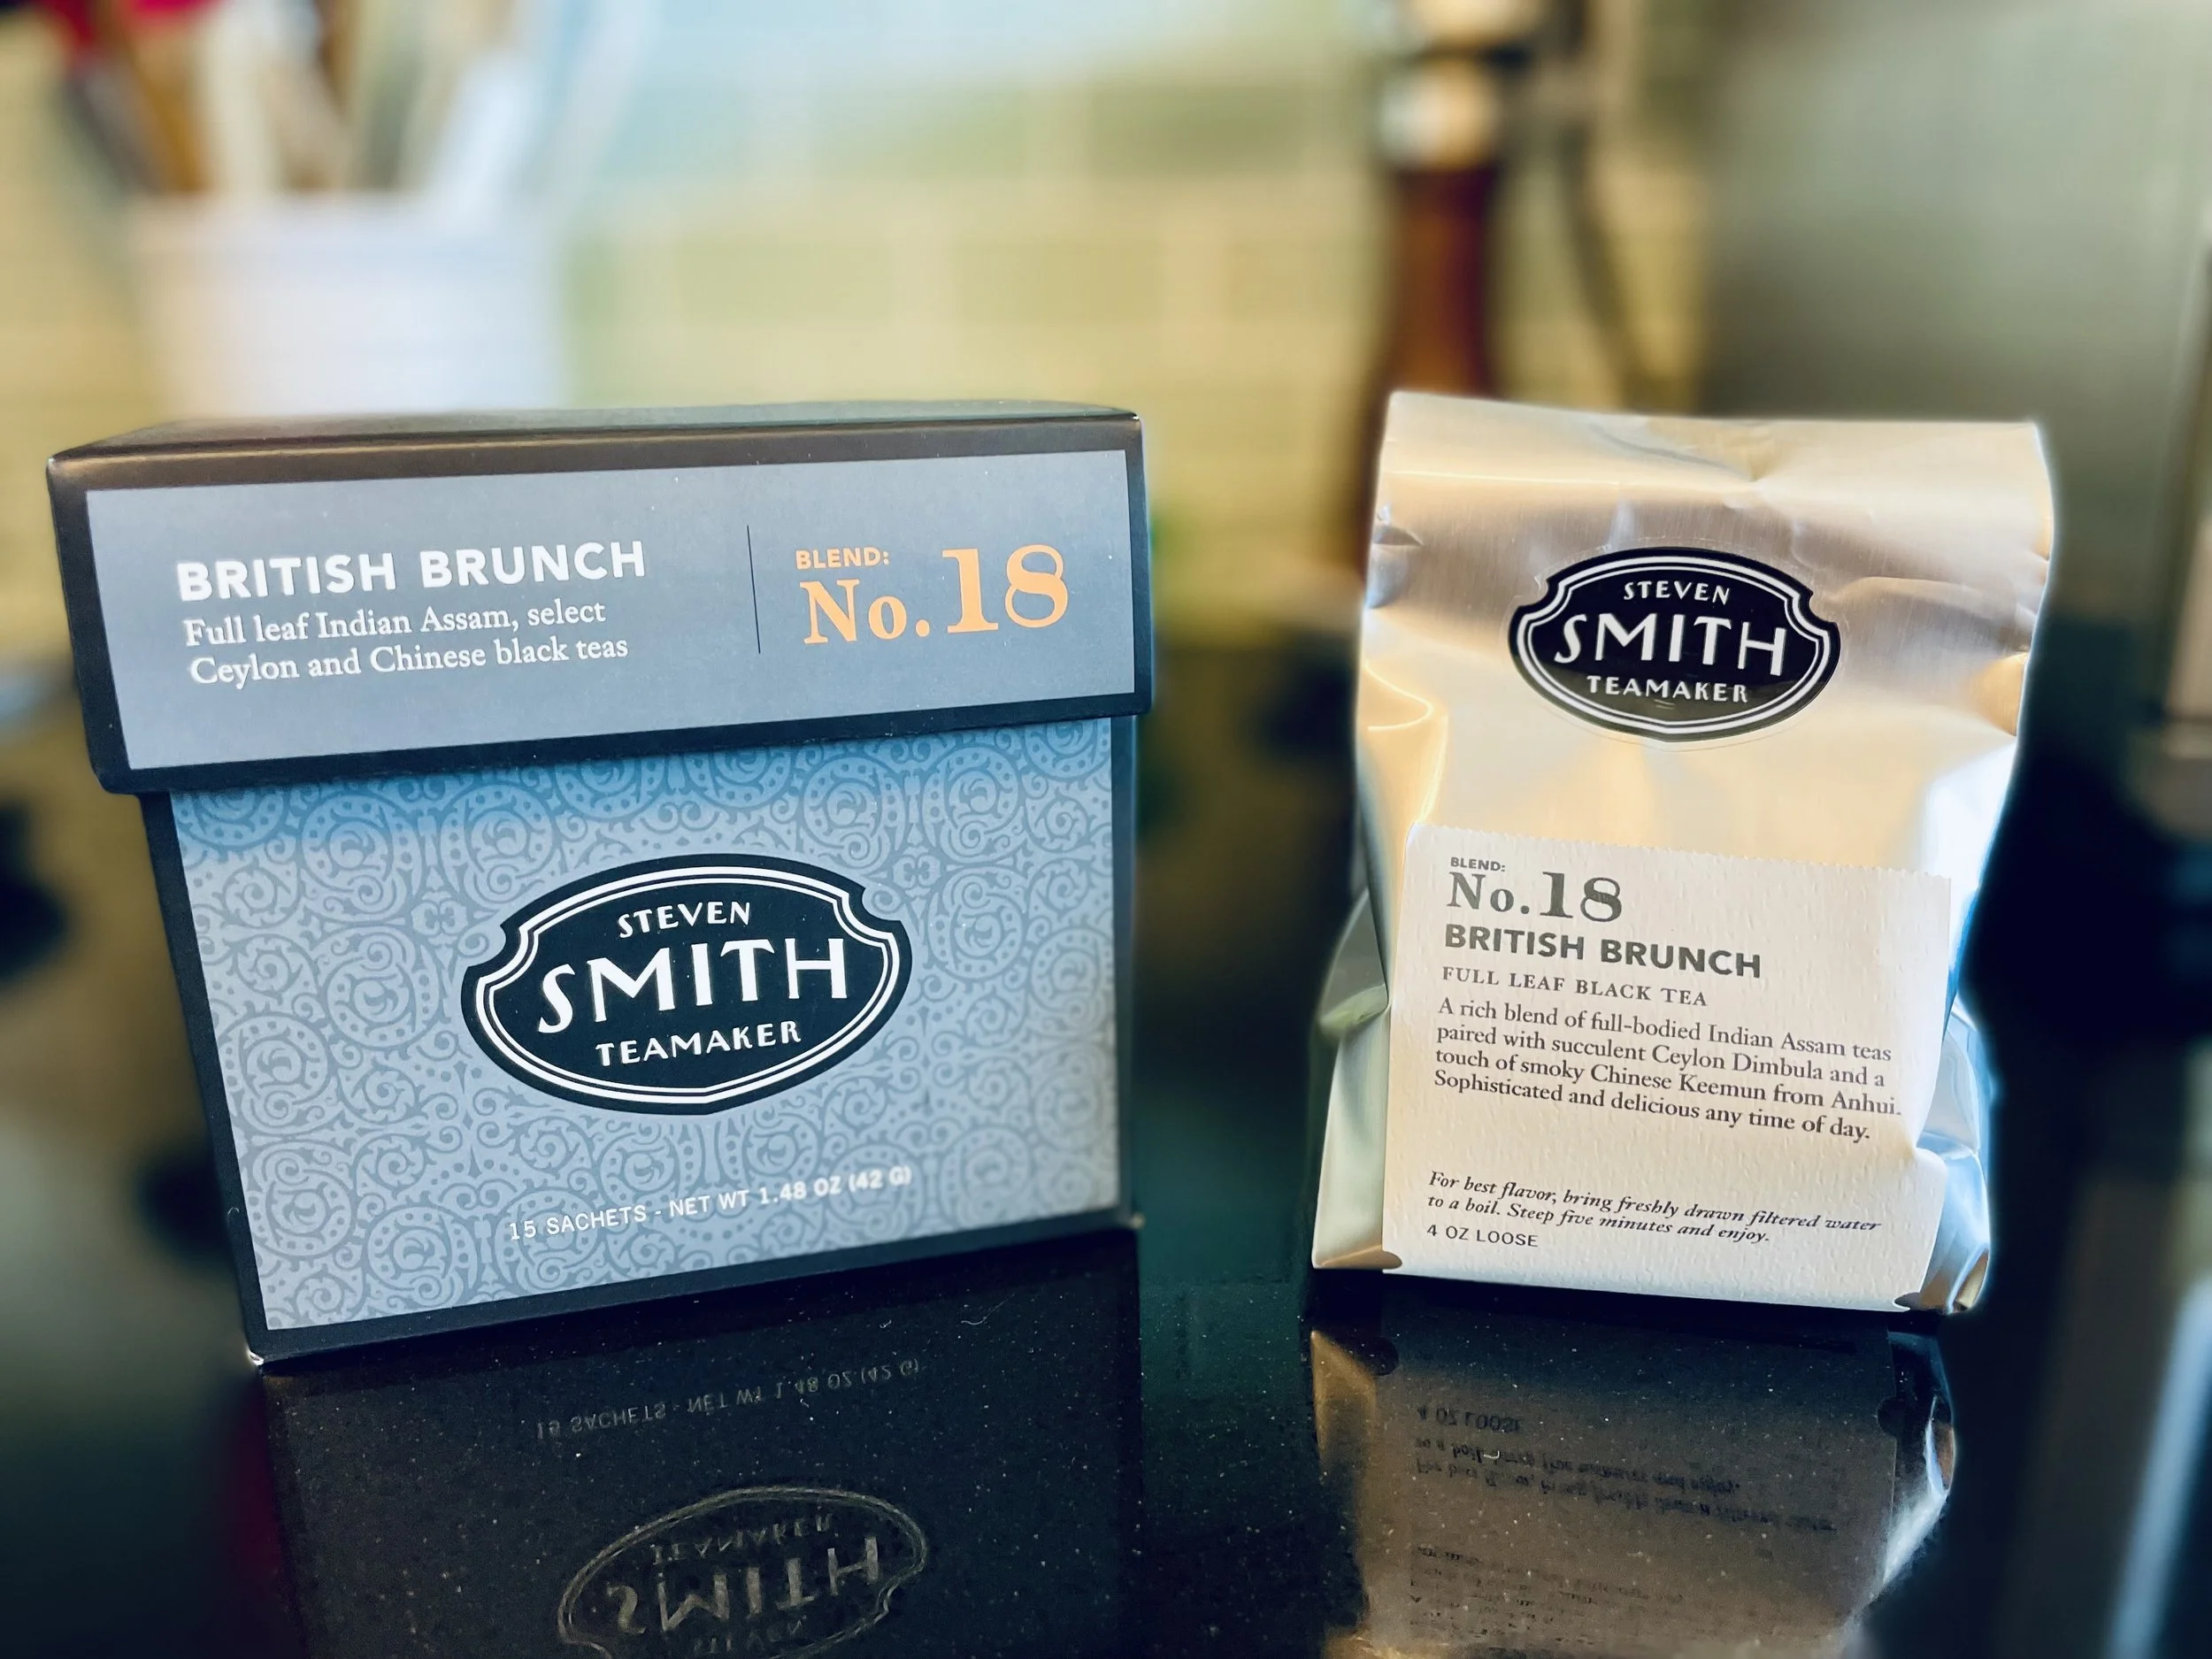 BRITISH BRUNCH
Full leaf Indian Assam, select
Ceylon and Chinese black teas
BLEND:
No. 18
STEVEN
SMITH
TEAMAKER
15 SACHETS - NET WT 1.48 OZ (42 G)
STEVEN
SMITH
TEAMAKER
BLEND:
No. 18
BRITISH BRUNCH
FULL LEAF BLACK TEA
A rich blend of full-bodied Indian Assam teas
paired with succulent Ceylon Dimbula and a
touch of smoky Chinese Keemun from Anhui.
Sophisticated and delicious any time of day.
For best flavor, bring freshly drawn filtered water
to a boil. Steep five minutes and enjoy.
4 OZ LOOSE